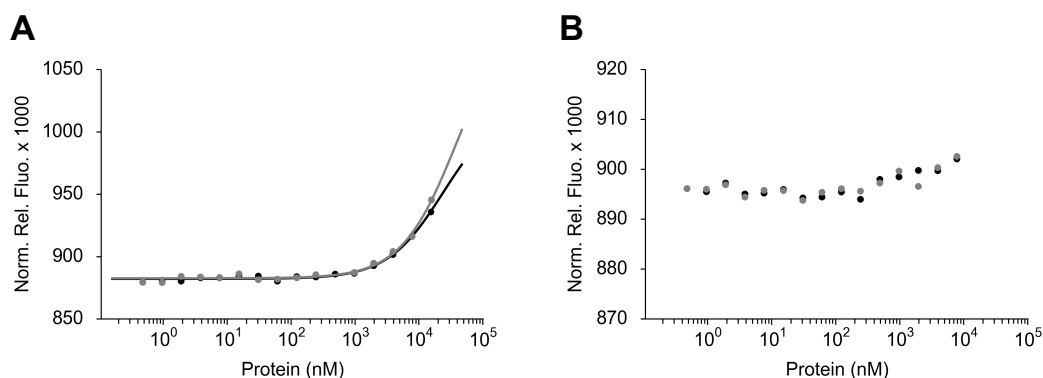 A
1050
1000
950
900
850
Norm. Rel. Fluo. x 1000
10⁰ 10¹ 10² 10³ 10⁴ 10⁵
Protein (nM)
B
920
910
900
890
880
870
Norm. Rel. Fluo. x 1000
10⁰ 10¹ 10² 10³ 10⁴ 10⁵
Protein (nM)